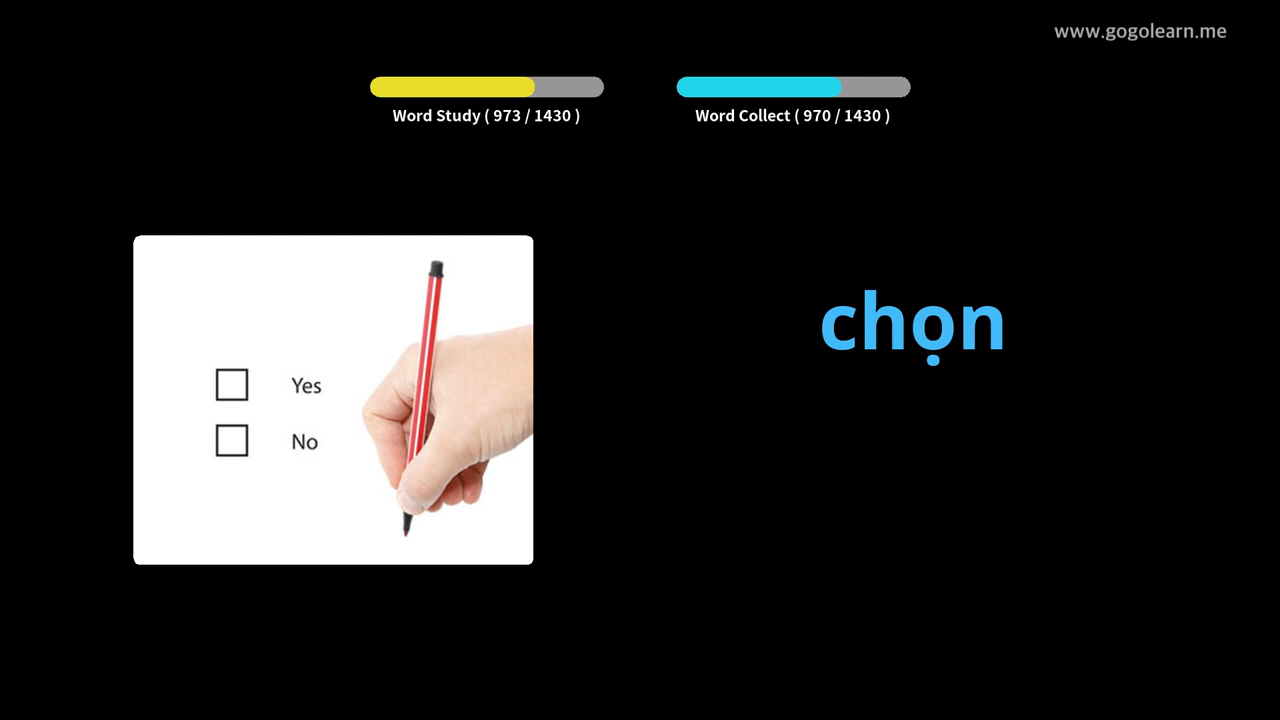 www.gogolearn.me
Word Study ( 973 / 1430 )
Word Collect ( 970 / 1430 )
Yes
No
chọn